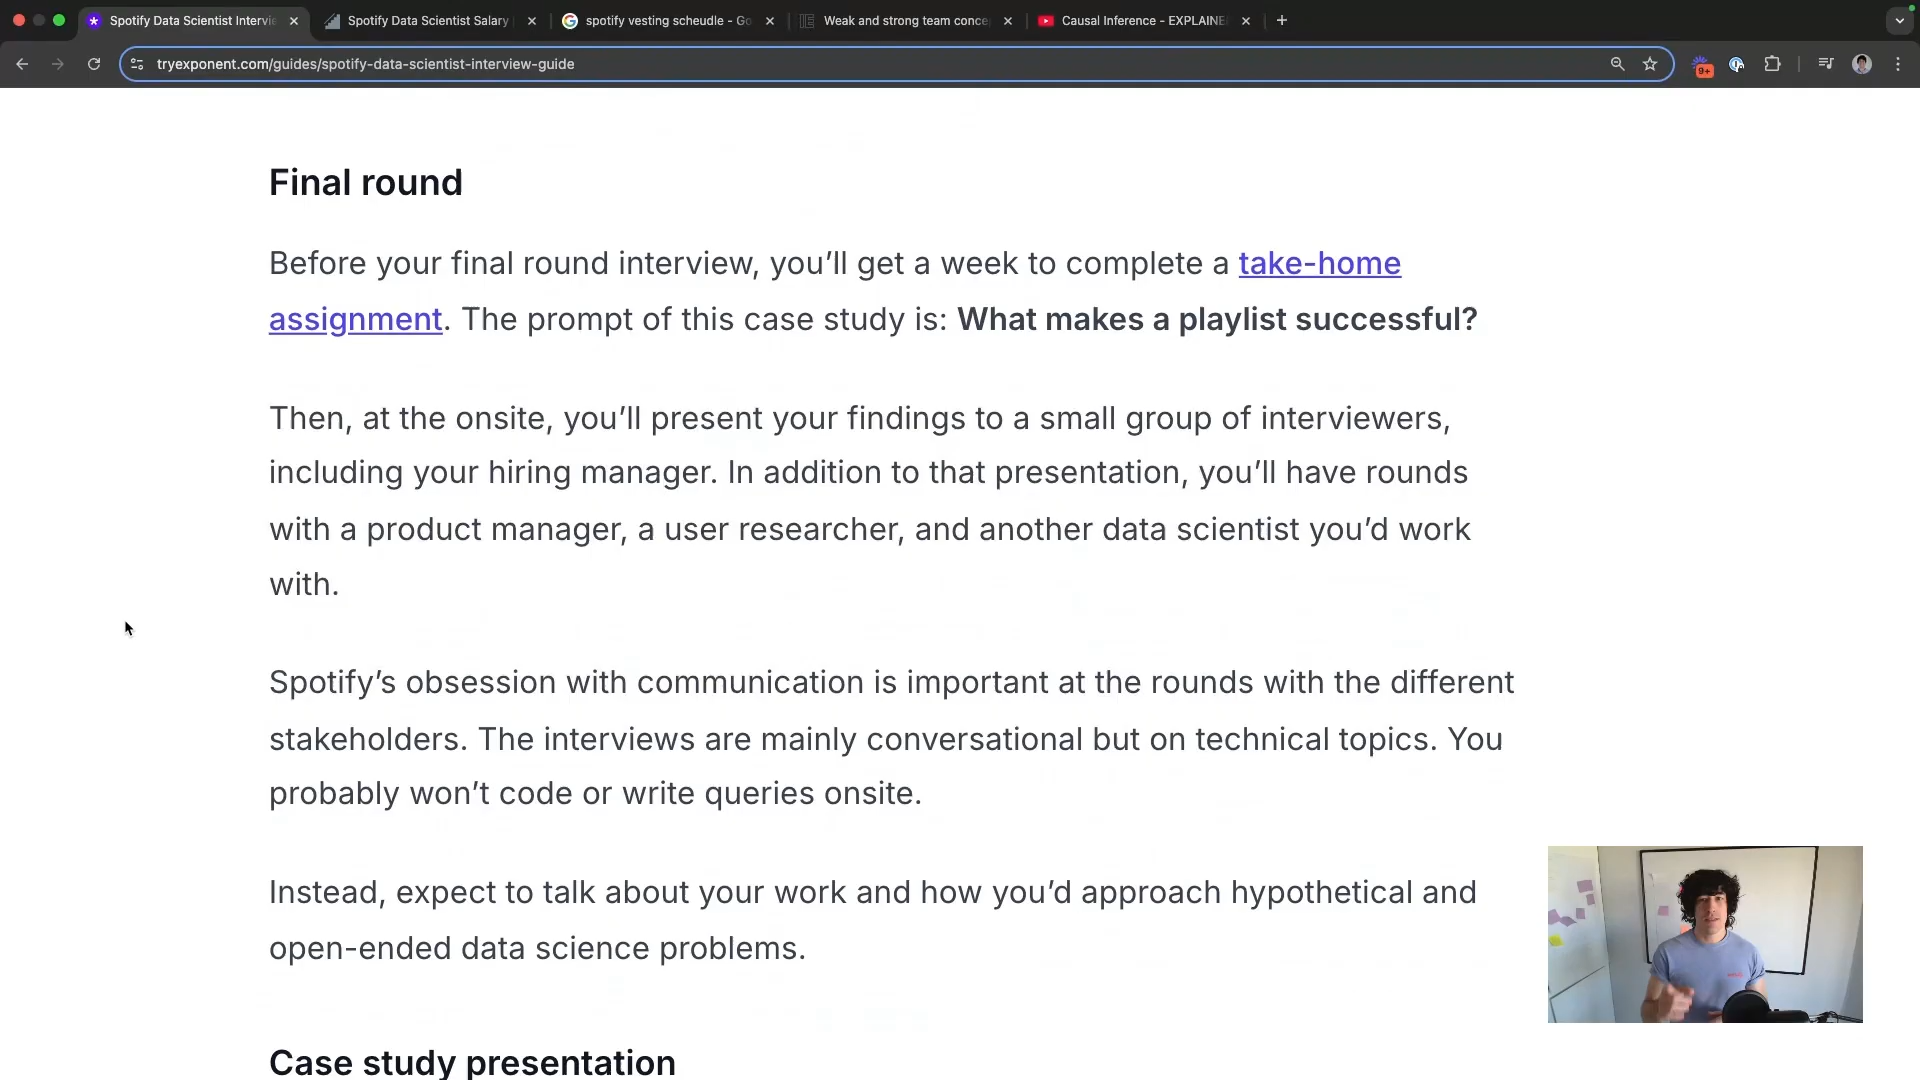 Spotify Data Scientist Intervie
Spotify Data Scientist Salary
spotify vesting scheudle - Go
Weak and strong team conce
Causal Inference - EXPLAINE
tryexponent.com/guides/spotify-data-scientist-interview-guide
9+
Final round
Before your final round interview, you’ll get a week to complete a take-home
assignment. The prompt of this case study is: What makes a playlist successful?
Then, at the onsite, you’ll present your findings to a small group of interviewers,
including your hiring manager. In addition to that presentation, you’ll have rounds
with a product manager, a user researcher, and another data scientist you’d work
with.
Spotify’s obsession with communication is important at the rounds with the different
stakeholders. The interviews are mainly conversational but on technical topics. You
probably won’t code or write queries onsite.
Instead, expect to talk about your work and how you’d approach hypothetical and
open-ended data science problems.
Case study presentation